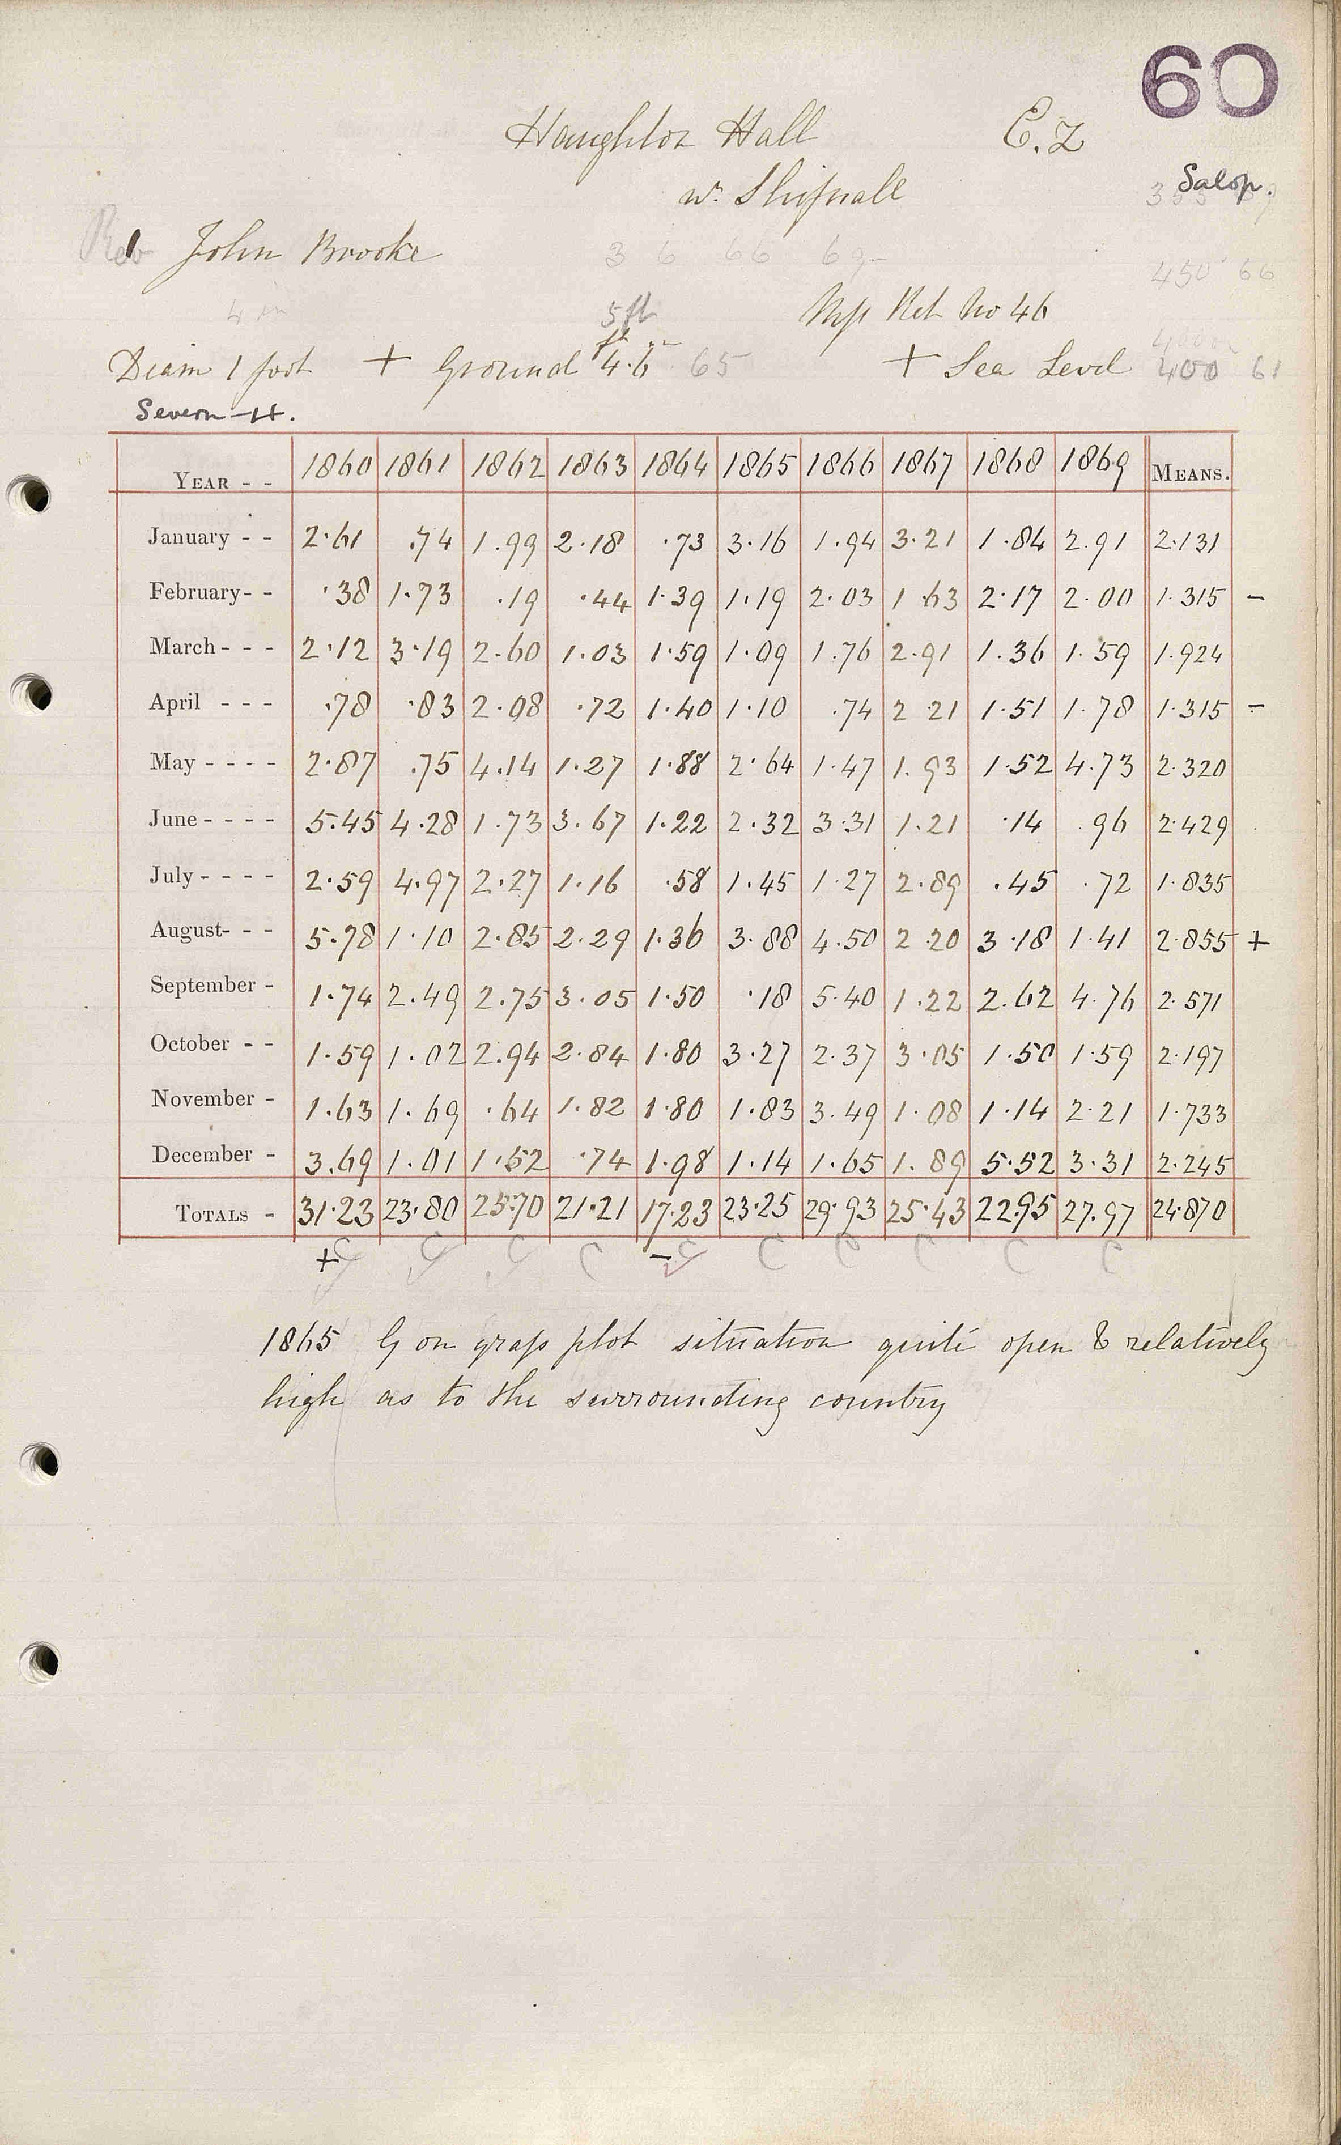 60
Haughton Hall C.z
nr Shifnall
Salop.
Rev John Brooke
3 6 66 69
450 66
4 in 5 ft Mss Ret No 46
Diam 1 foot + Ground ft 4.6 in 65 + Sea Level 400 61
Severn H.
YEAR - - 1860 1861 1862 1863 1864 1865 1866 1867 1868 1869 MEANS.
January - - 2.61 .74 1.99 2.18 .73 3.16 1.94 3.21 1.84 2.91 2.131
February - - .38 1.73 .19 .44 1.39 1.19 2.03 1.63 2.17 2.00 1.315 –
March - - - 2.12 3.19 2.60 1.03 1.59 1.09 1.76 2.91 1.36 1.59 1.924
April - - - .78 .83 2.08 .72 1.40 1.10 .74 2 21 1.51 1.78 1.315 –
May - - - - 2.87 .75 4.14 1.27 1.88 2.64 1.47 1.93 1.52 4.73 2.320
June - - - - 5.45 4.28 1.73 3.67 1.22 2.32 3.31 1.21 .14 .96 2.429
July - - - - 2.59 4.97 2.27 1.16 .58 1.45 1.27 2.89 .45 .72 1.835
August - - - 5.78 1.10 2.85 2.29 1.36 3.88 4.50 2 20 3.18 1.41 2.855 +
September - 1.74 2.49 2.75 3.05 1.50 .18 5.40 1.22 2.62 4.76 2.571
October - - 1.59 1.02 2.94 2.84 1.80 3.27 2.37 3.05 1.50 1.59 2.197
November - 1.63 1.69 .64 1.82 1.80 1.83 3.49 1.08 1.14 2.21 1.733
December - 3.69 1.01 1.52 .74 1.98 1.14 1.65 1.89 5.52 3.31 2.245
TOTALS - 31.23 23.80 25.70 21.21 17.23 23.25 29.93 25.43 22.95 27.97 24.870
+ C C C C – C C C C C C
1865 G on grass plot situation quite open & relatively
high as to the surrounding country